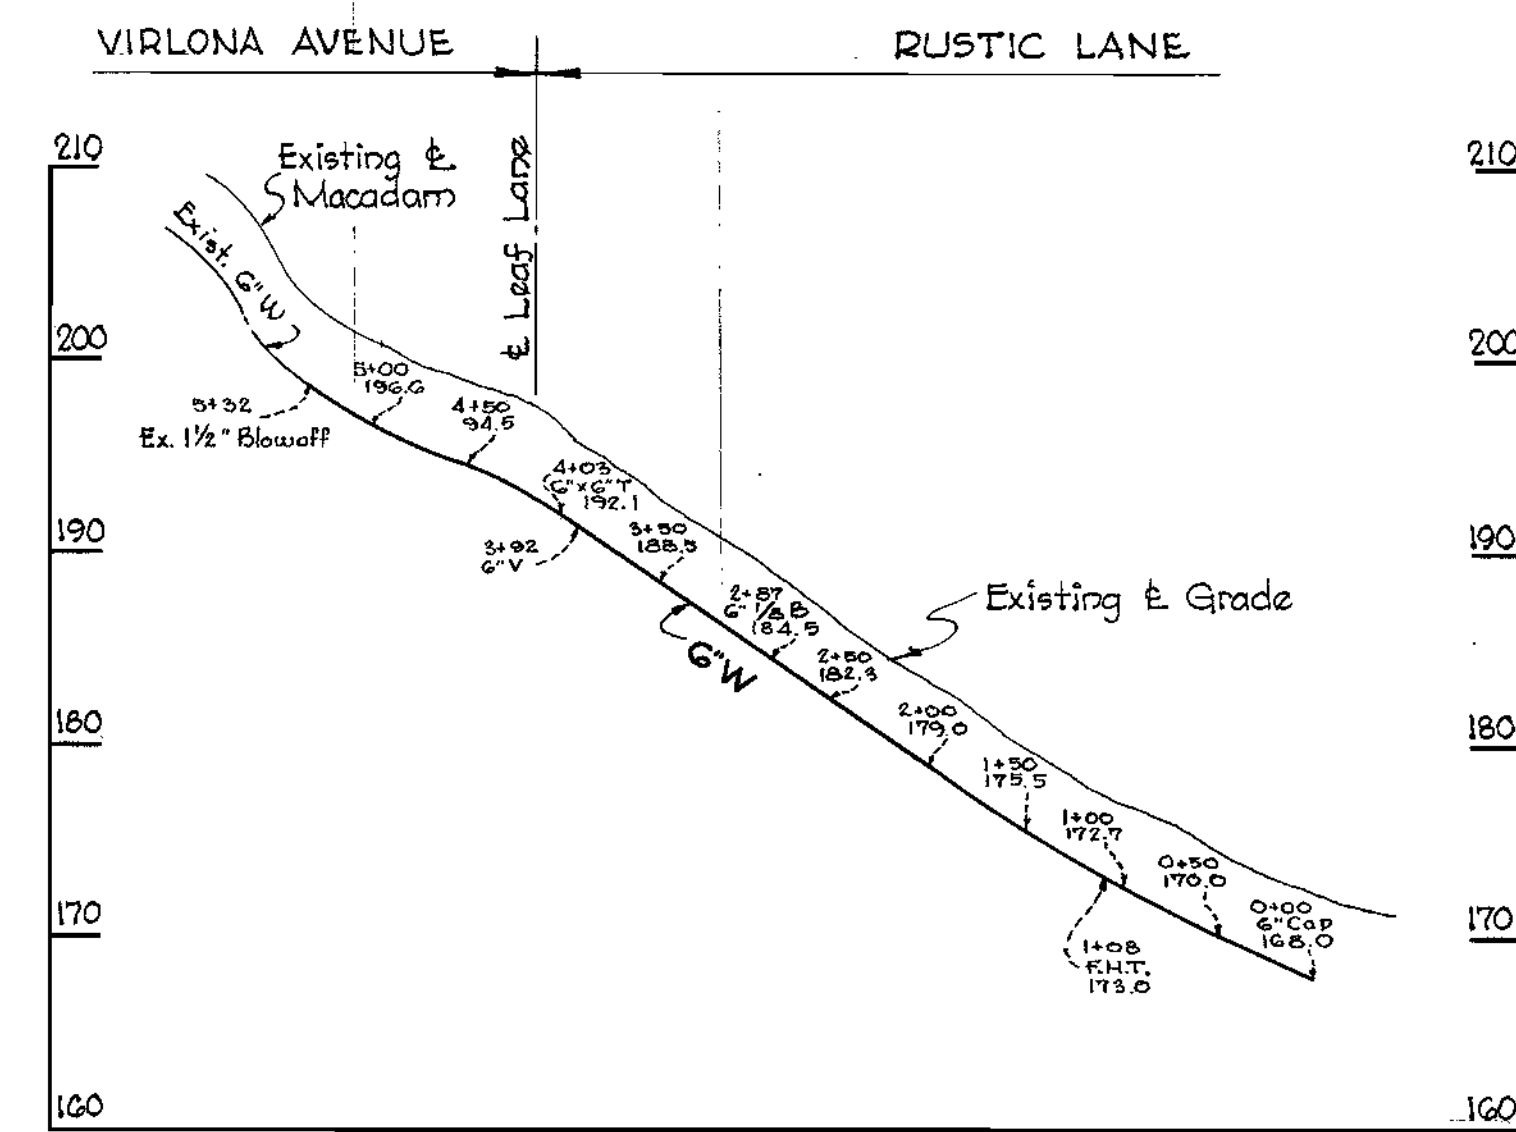 VIRLONA AVENUE
RUSTIC LANE
210
200
190
180
170
160
Existing ℄
Macadam
Exist. 6"W
℄ Leaf Lane
5+32
Ex. 1½" Blowoff
5+00
196.6
4+50
94.5
4+03
6"x6"T
192.1
3+92
6"V
3+50
188.5
6"W
2+87
6" 1/8 B
184.5
2+50
182.3
Existing ℄ Grade
2+00
179.0
1+50
175.5
1+00
172.7
1+08
F.H.T.
173.0
0+50
170.0
0+00
6"Cap
168.0
210
200
190
180
170
160